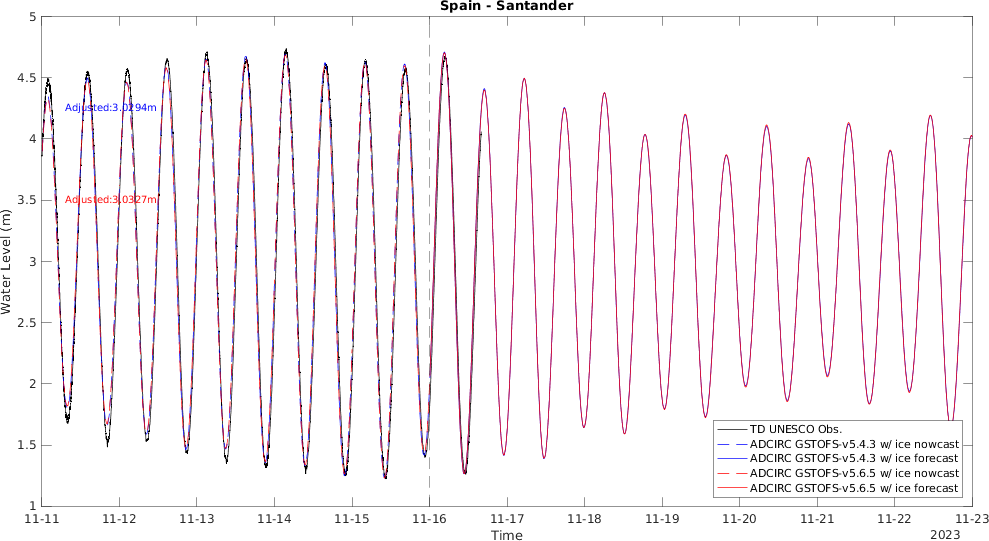 Spain - Santander
5
4.5
4
3.5
3
2.5
2
1.5
1
Water Level (m)
Adjusted:3.0294m
Adjusted:3.0327m
TD UNESCO Obs.
ADCIRC GSTOFS-v5.4.3 w/ ice nowcast
ADCIRC GSTOFS-v5.4.3 w/ ice forecast
ADCIRC GSTOFS-v5.6.5 w/ ice nowcast
ADCIRC GSTOFS-v5.6.5 w/ ice forecast
11-11 11-12 11-13 11-14 11-15 11-16 11-17 11-18 11-19 11-20 11-21 11-22 11-23
Time
2023